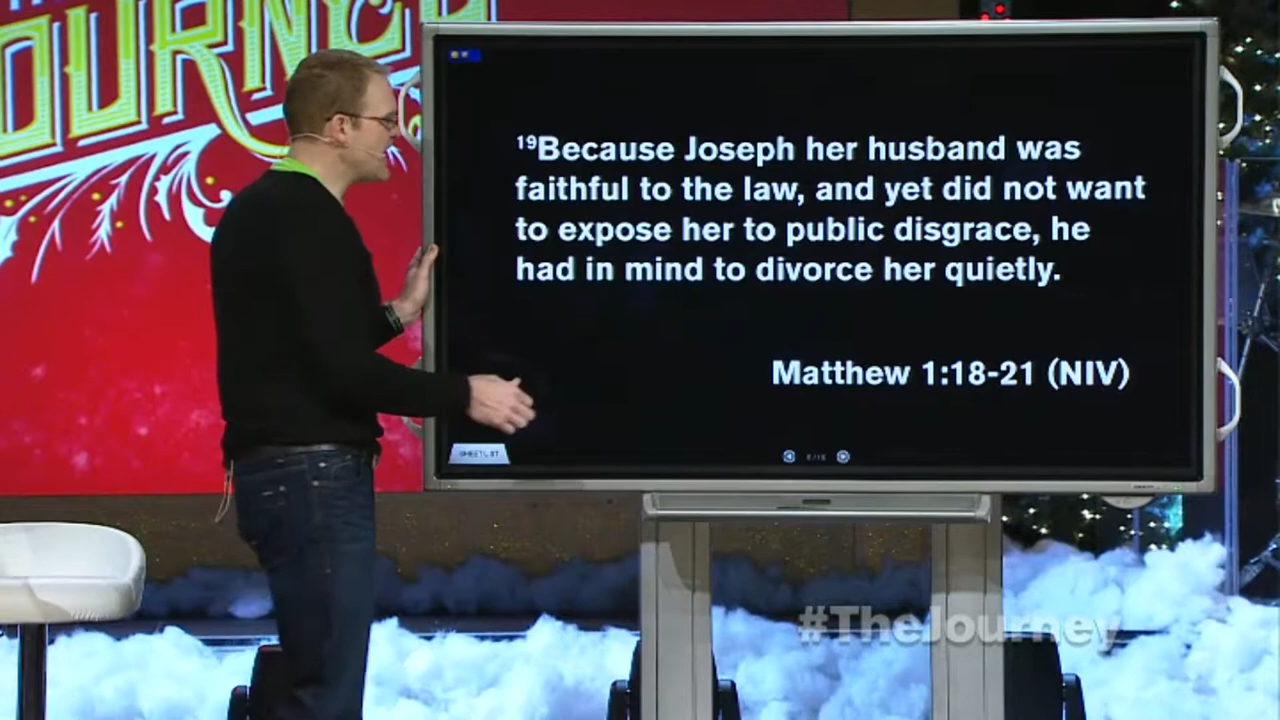 OURNEY
¹⁹Because Joseph her husband was
faithful to the law, and yet did not want
to expose her to public disgrace, he
had in mind to divorce her quietly.
Matthew 1:18-21 (NIV)
#TheJourney